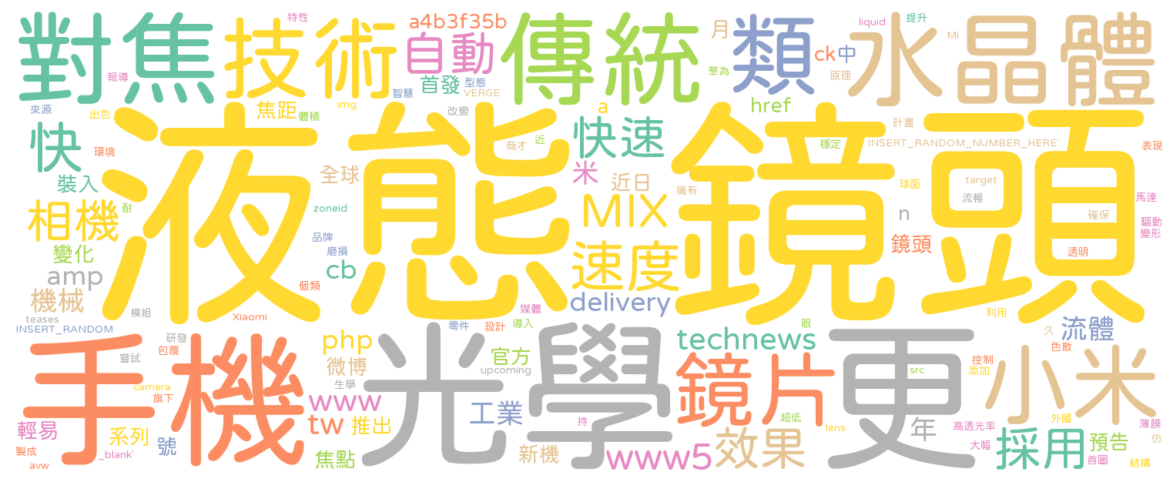 對焦 技術 特性 a4b3f35b 傳統 月 類 liquid 提升 Mi 水晶體
報導 自動 首發 型態 ck 中 原理
來源 出色 焦距 體積 img 智慧 VERGE 改變 a 華為 href 計畫
快 環境 液態鏡頭 商才 近 快速 穩定 INSERT_RANDOM_NUMBER_HERE' 表現
裝入 耐 全球 米 近日 擁有 球面 target 流暢 馬達
相機 zoneid MIX n 確保 驅動
變化 品牌 磨損 速度 鏡頭 透明 變形
amp 個類 cb
機械 模組 Xiaomi 媒體 delivery 利用
teases INSERT_RANDOM 研發 php 零件 設計 導入 technews 久 流體
手機 包覆 嘗試 微博 光學 官方 upcoming 鏡片 更 src 控制 色散 小米
camera 旗下 生學 眼 添加
www 工業 超低 lens 外國 薄膜
輕易 系列 號 tw 推出 持 年 高透光率 採用 預告 仿
製成 avw _blank' 焦點 新機 www5 效果 大幅 首圖 結構